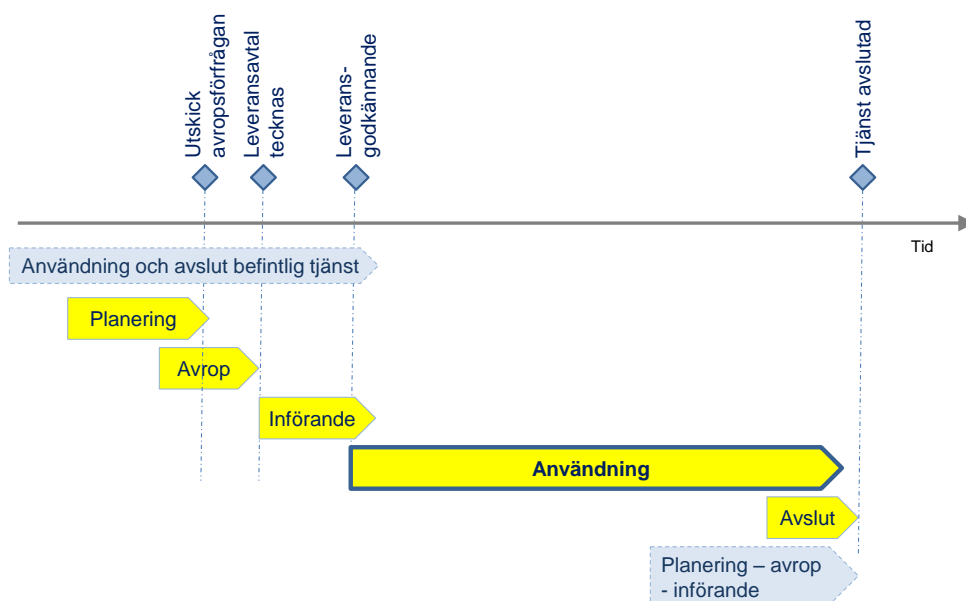 Utskick
avropsförfrågan
Leveransavtal
tecknas
Leverans-
godkännande
Tjänst avslutad
Tid
Användning och avslut befintlig tjänst
Planering
Avrop
Införande
Användning
Avslut
Planering – avrop
- införande